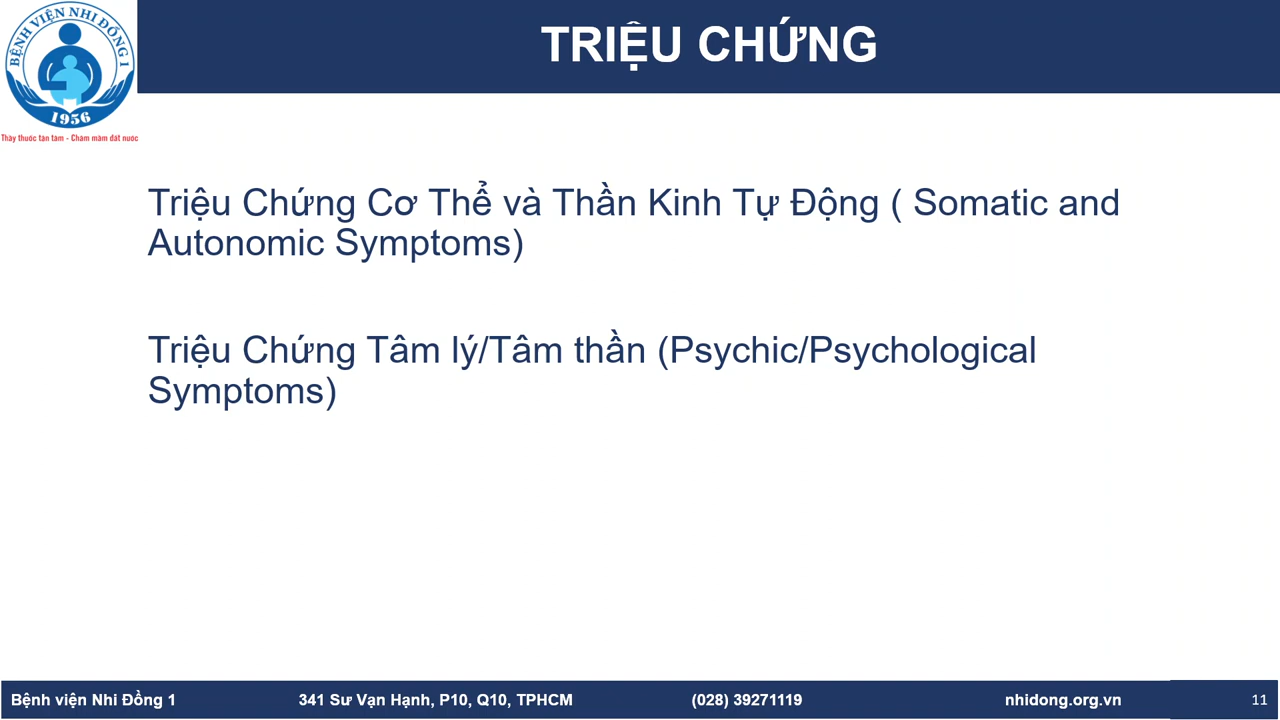 BỆNH VIỆN NHI ĐỒNG 1
1956
Thầy thuốc tận tâm - Chăm mầm đất nước
TRIỆU CHỨNG
Triệu Chứng Cơ Thể và Thần Kinh Tự Động ( Somatic and
Autonomic Symptoms)
Triệu Chứng Tâm lý/Tâm thần (Psychic/Psychological
Symptoms)
Bệnh viện Nhi Đồng 1 341 Sư Vạn Hạnh, P10, Q10, TPHCM (028) 39271119 nhidong.org.vn 11